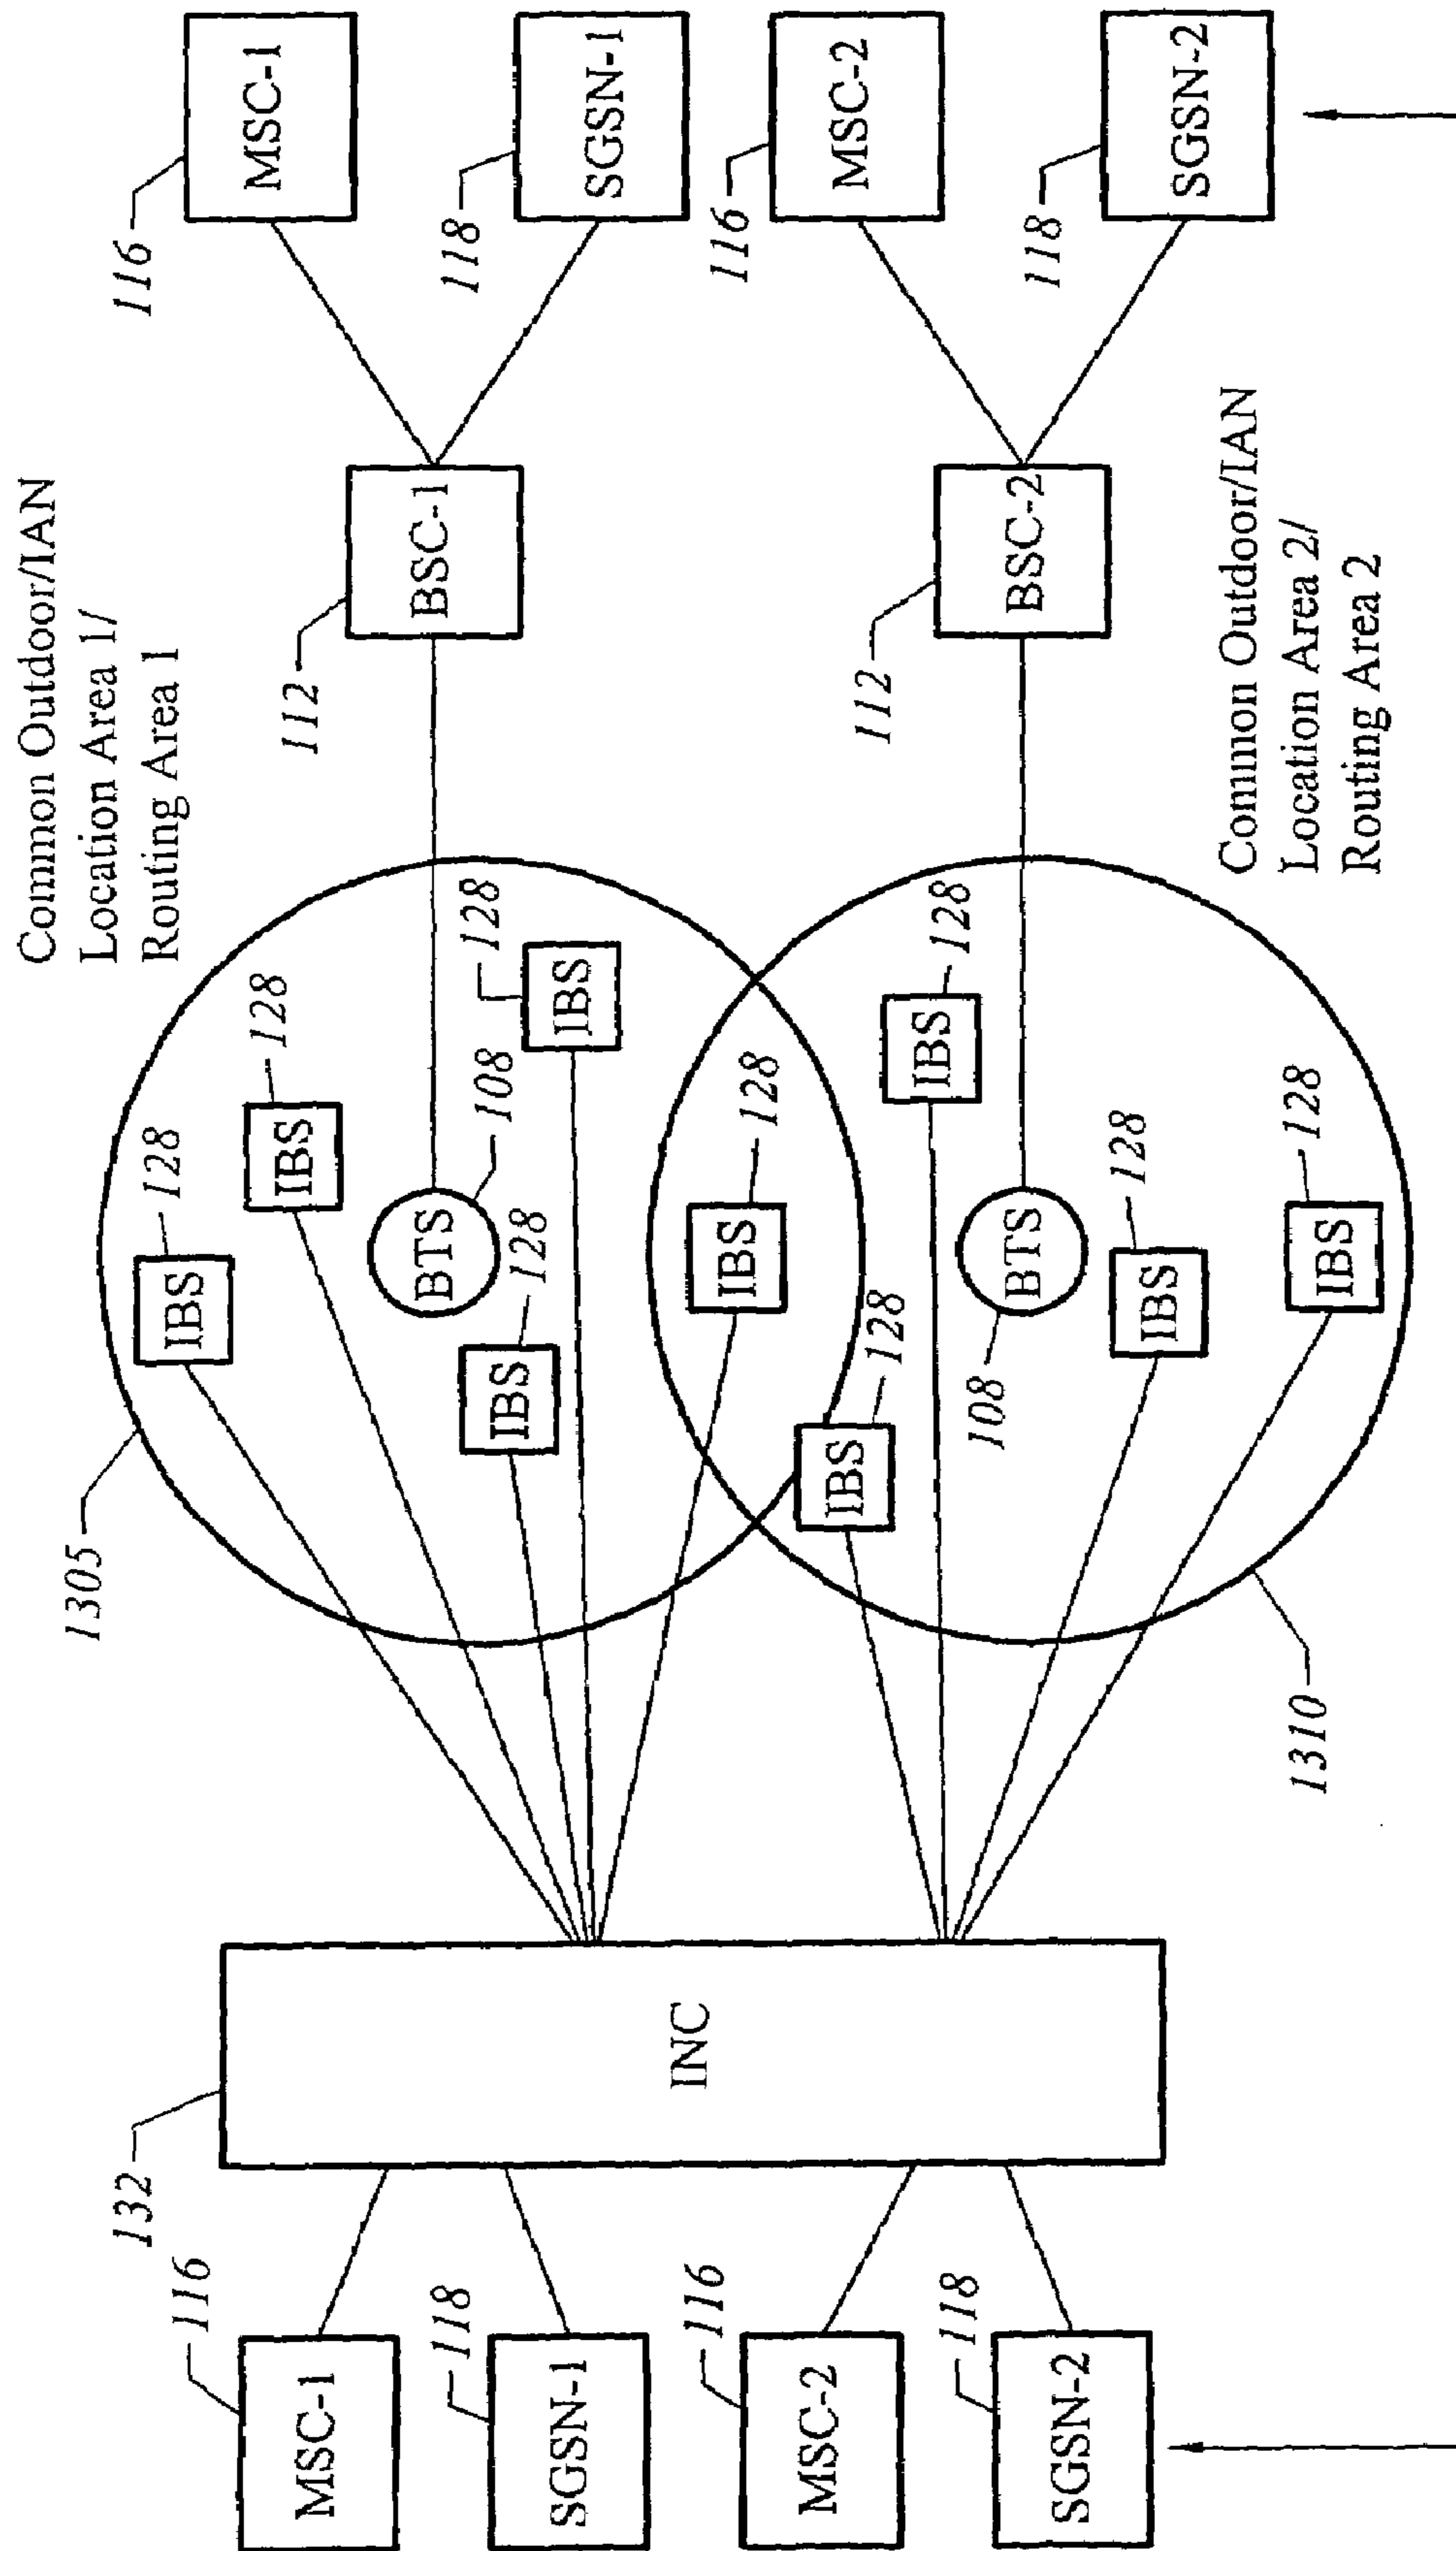 MSC-1
116
SGSN-1
118
MSC-2
116
SGSN-2
118
132
INC
1305
1310
IBS
128
IBS
128
IBS
128
IBS
128
IBS
128
IBS
128
IBS
128
IBS
128
IBS
128
BTS
108
BTS
108
Common Outdoor/IAN
Location Area 1/
Routing Area 1
Common Outdoor/IAN
Location Area 2/
Routing Area 2
112
BSC-1
112
BSC-2
116
MSC-1
118
SGSN-1
116
MSC-2
118
SGSN-2